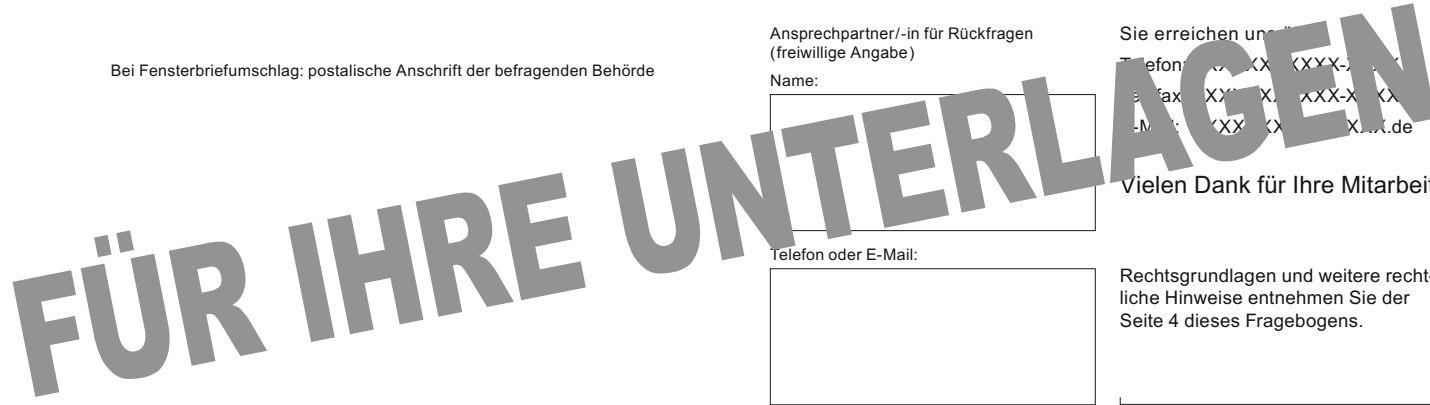 Bei Fensterbriefumschlag: postalische Anschrift der befragenden Behörde
Ansprechpartner/-in für Rückfragen
(freiwillige Angabe)
Name:
Telefon oder E-Mail:
Sie erreichen uns
Vielen Dank für Ihre Mitarbeit
Rechtsgrundlagen und weitere recht-
liche Hinweise entnehmen Sie der
Seite 4 dieses Fragebogens.
FÜR IHRE UNTERLAGEN